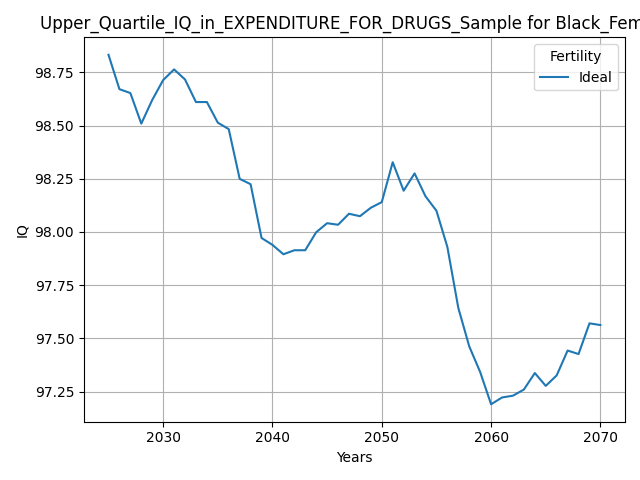 Upper_Quartile_IQ_in_EXPENDITURE_FOR_DRUGS_Sample for Black_Fem
Fertility
Ideal
98.75
98.50
98.25
98.00
97.75
97.50
97.25
IQ
2030 2040 2050 2060 2070
Years